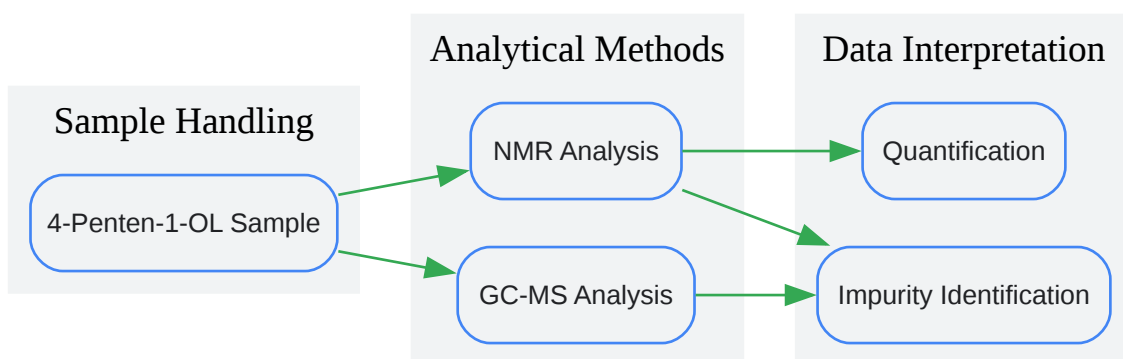 Sample Handling
4-Penten-1-OL Sample
Analytical Methods
NMR Analysis
GC-MS Analysis
Data Interpretation
Quantification
Impurity Identification